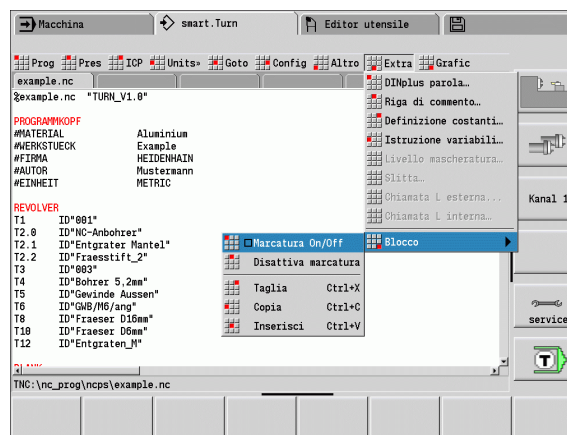 Macchina smart.Turn Editor utensile
Prog Pres ICP Units» Goto Config Altro Extra Grafic
example.nc
%example.nc "TURN_V1.0"
PROGRAMMKOPF
#MATERIAL Aluminium
#WERKSTUECK Example
#FIRMA HEIDENHAIN
#AUTOR Mustermann
#EINHEIT METRIC
REVOLVER
T1 ID"001"
T2.0 ID"NC-Anbohrer"
T2.1 ID"Entgrater Mantel"
T2.2 ID"Fraesstift_2"
T3 ID"003"
T4 ID"Bohrer 5,2mm"
T5 ID"Gewinde Aussen"
T6 ID"GWB/M6/ang"
T8 ID"Fraeser D16mm"
T10 ID"Fraeser D6mm"
T12 ID"Entgraten_M"
DINplus parola…
Riga di commento…
Definizione costanti…
Istruzione variabili…
Livello mascheratura…
Slitta…
Chiamata L esterna...
Chiamata L interna…
Blocco
Marcatura On/Off
Disattiva marcatura
Taglia Ctrl+X
Copia Ctrl+C
Inserisci Ctrl+V
Kanal 1
service
T
TNC:\nc_prog\ncps\example.nc